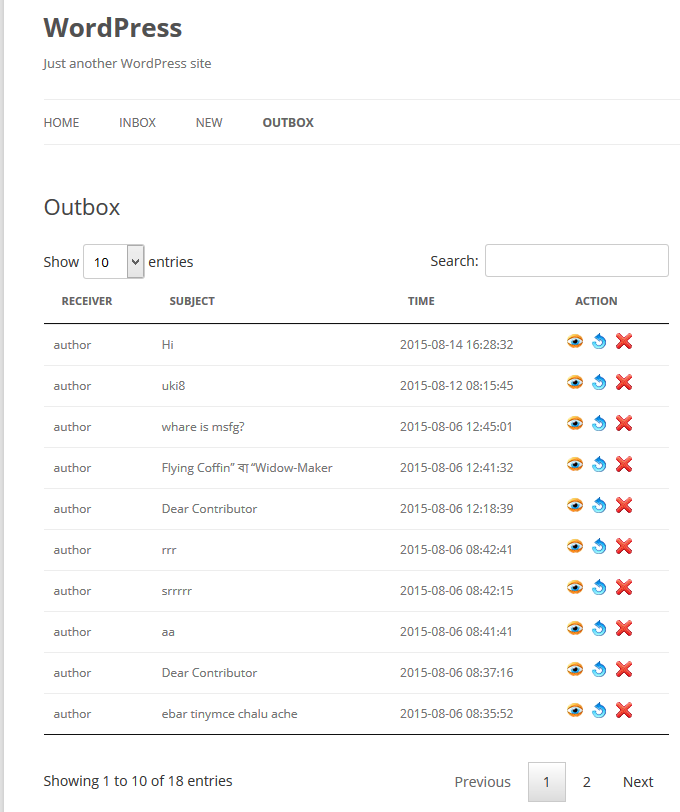 WordPress
Just another WordPress site
HOME INBOX NEW OUTBOX
Outbox
Show 10 entries Search:
RECEIVER SUBJECT TIME ACTION
author Hi 2015-08-14 16:28:32
author uki8 2015-08-12 08:15:45
author whare is msfg? 2015-08-06 12:45:01
author Flying Coffin” বা “Widow-Maker 2015-08-06 12:41:32
author Dear Contributor 2015-08-06 12:18:39
author rrr 2015-08-06 08:42:41
author srrrrr 2015-08-06 08:42:15
author aa 2015-08-06 08:41:41
author Dear Contributor 2015-08-06 08:37:16
author ebar tinymce chalu ache 2015-08-06 08:35:52
Showing 1 to 10 of 18 entries Previous 1 2 Next